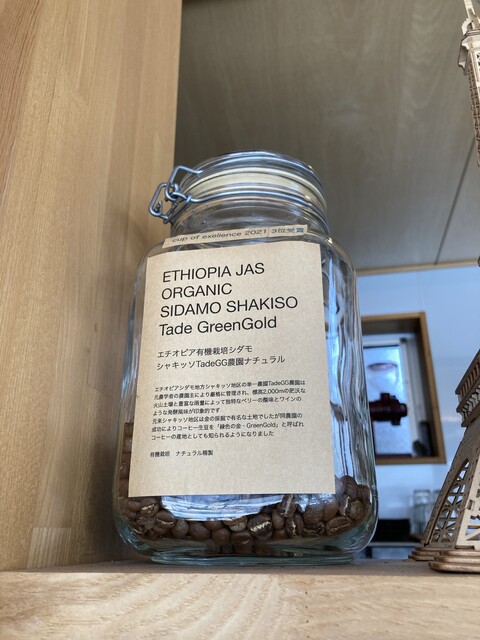 cup of exellence 2021 3位受賞
ETHIOPIA JAS
ORGANIC
SIDAMO SHAKISO
Tade GreenGold
エチオピア有機栽培シダモ
シャキッソTadeGG農園ナチュラル
エチオピアシダモ地方シャキッソ地区の単一農園TadeGG農園は
元農学者の農園主により厳格に管理され、標高2,000mの肥沃な
火山土壌と豊富な雨量によって独特なベリーの酸味とワインの
ような発酵風味が印象的です
元来シャキッソ地区は金の採掘で有名な土地でしたが同農園の
成功によりコーヒー生豆を「緑色の金・GreenGold」と呼ばれ
コーヒーの産地としても知られるようになりました
有機栽培 ナチュラル精製